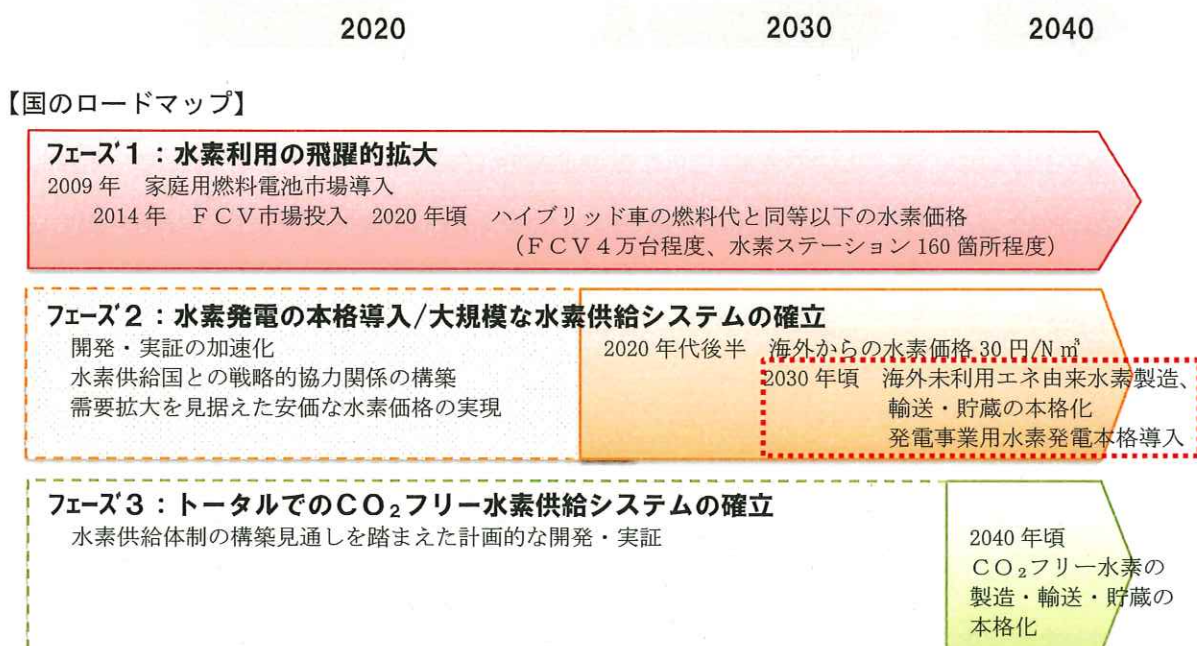 2020 2030 2040
【国のロードマップ】
フェーズ1：水素利用の飛躍的拡大
2009年 家庭用燃料電池市場導入
2014年 ＦＣＶ市場投入 2020年頃 ハイブリッド車の燃料代と同等以下の水素価格
（ＦＣＶ４万台程度、水素ステーション160箇所程度）
フェーズ2：水素発電の本格導入/大規模な水素供給システムの確立
開発・実証の加速化
水素供給国との戦略的協力関係の構築
需要拡大を見据えた安価な水素価格の実現
2020年代後半 海外からの水素価格30円/N㎥
2030年頃 海外未利用エネ由来水素製造、
輸送・貯蔵の本格化
発電事業用水素発電本格導入
フェーズ3：トータルでのＣＯ₂フリー水素供給システムの確立
水素供給体制の構築見通しを踏まえた計画的な開発・実証
2040年頃
ＣＯ₂フリー水素の
製造・輸送・貯蔵の
本格化